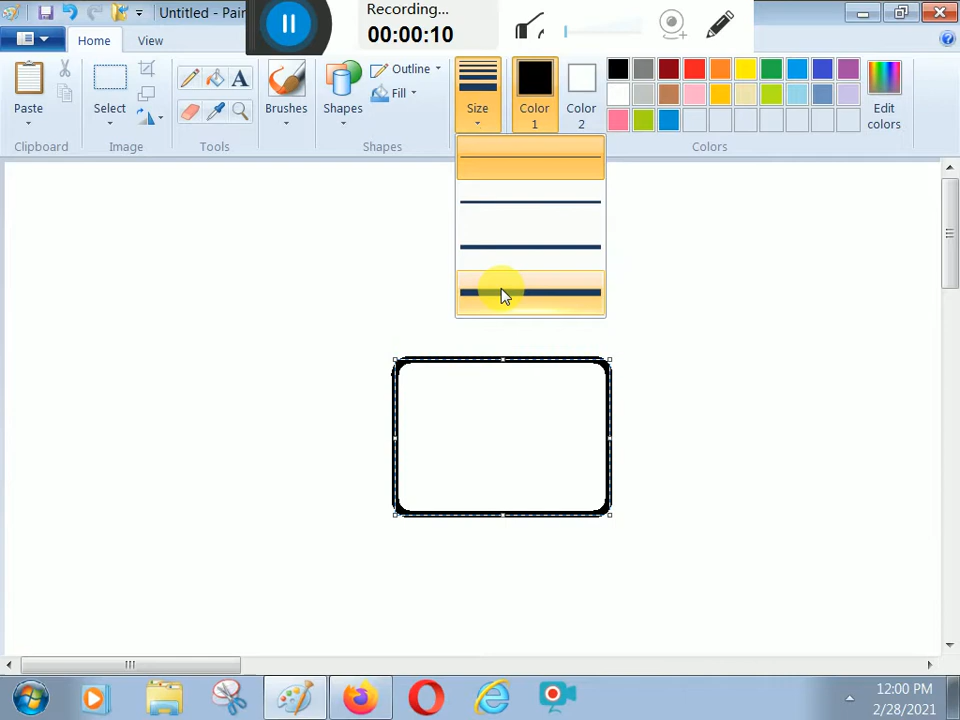 Untitled - Pain
Recording...
00:00:10
Home
View
Paste
Select
A
Brushes
Shapes
Outline
Fill
Size
Color
1
Color
2
Edit
colors
Clipboard
Image
Tools
Shapes
Colors
12:00 PM
2/28/2021